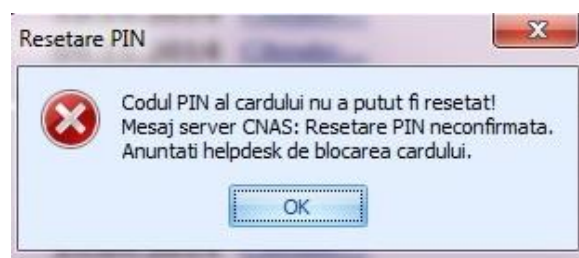 Resetare PIN
Codul PIN al cardului nu a putut fi resetat!
Mesaj server CNAS: Resetare PIN neconfirmata.
Anuntati helpdesk de blocarea cardului.
OK